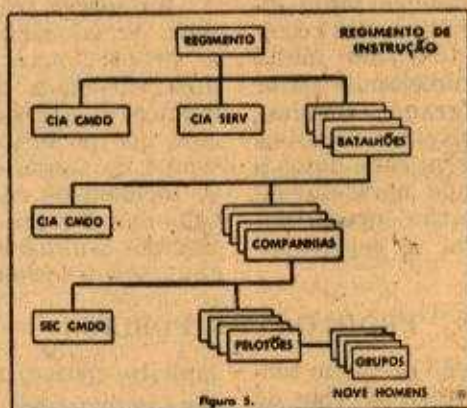 REGIMENTO
REGIMENTO DE
INSTRUÇÃO
CIA CMDO
CIA SERV
BATALHÕES
CIA CMDO
COMPANHIAS
SEC CMDO
PELOTÕES
GRUPOS
NOVE HOMENS
Figura 5.